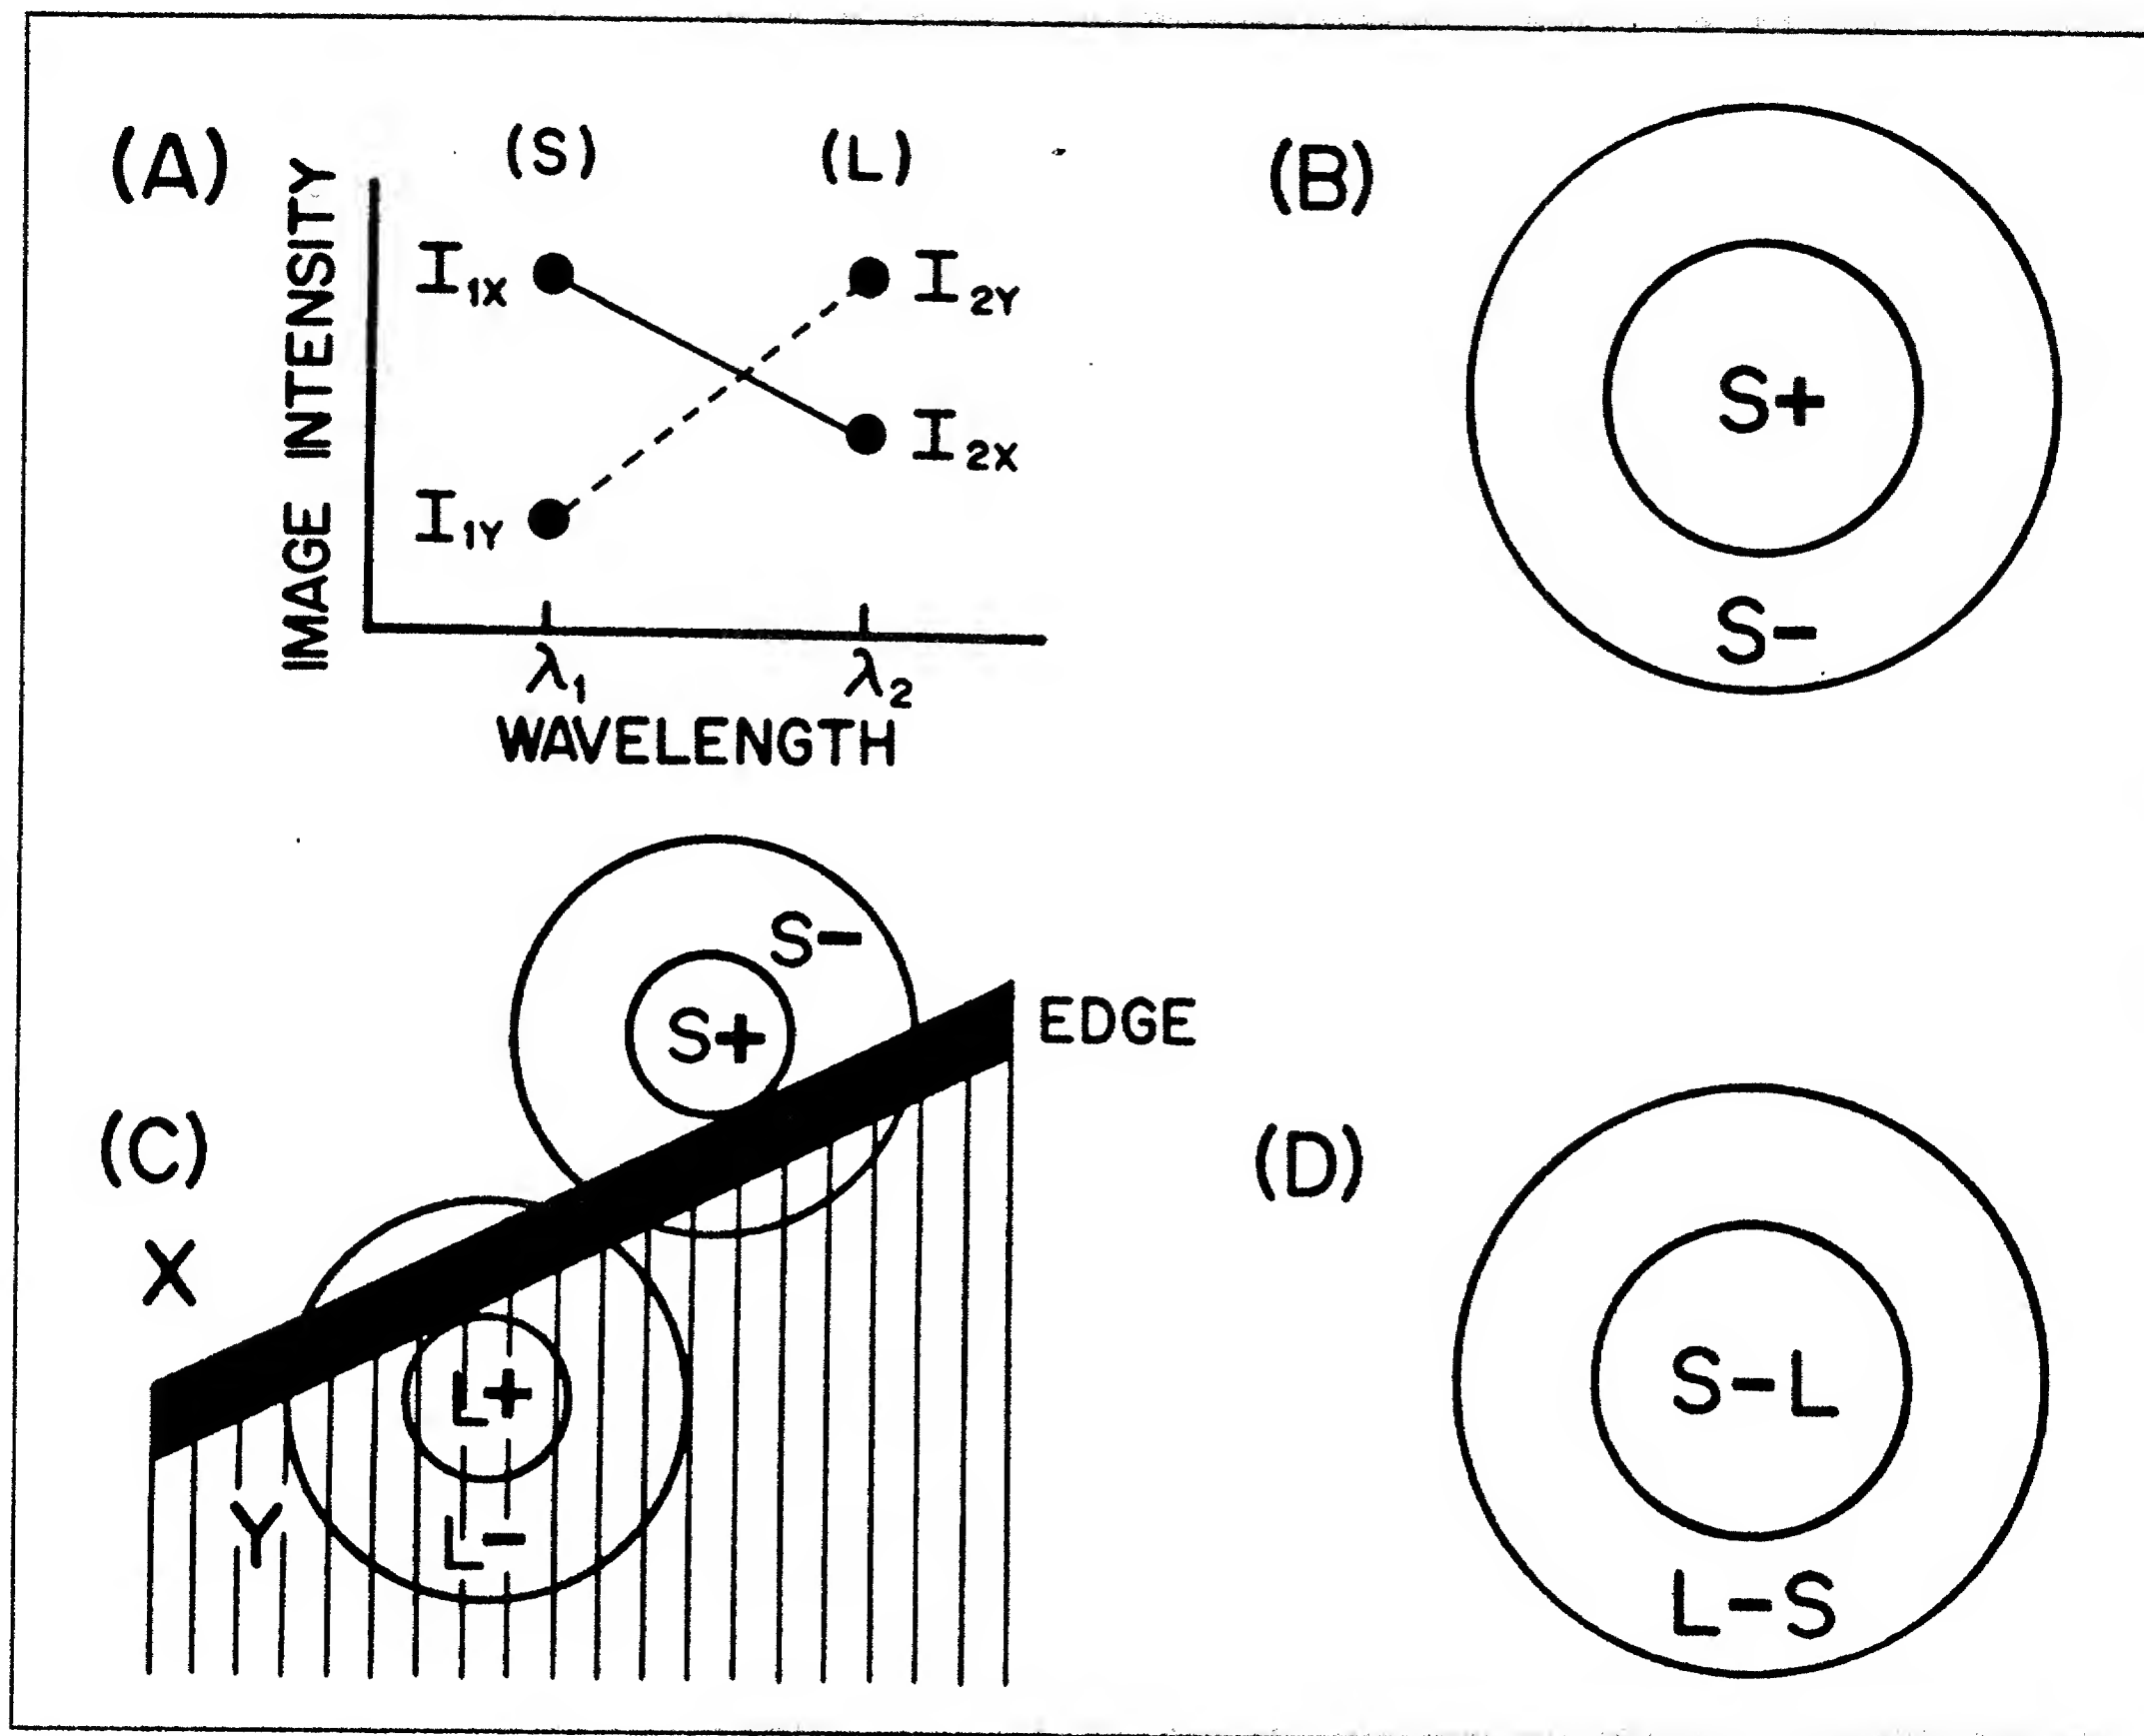 (A)
(S)
(L)
IMAGE INTENSITY
I1X
I2Y
I2X
I1Y
λ1
λ2
WAVELENGTH
(B)
S+
S-
(C)
S-
S+
EDGE
X
L+
Y
L-
(D)
S-L
L-S